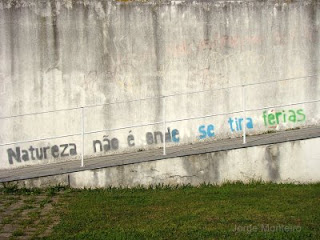 Natureza não é onde se tira férias
Jorge Monteiro